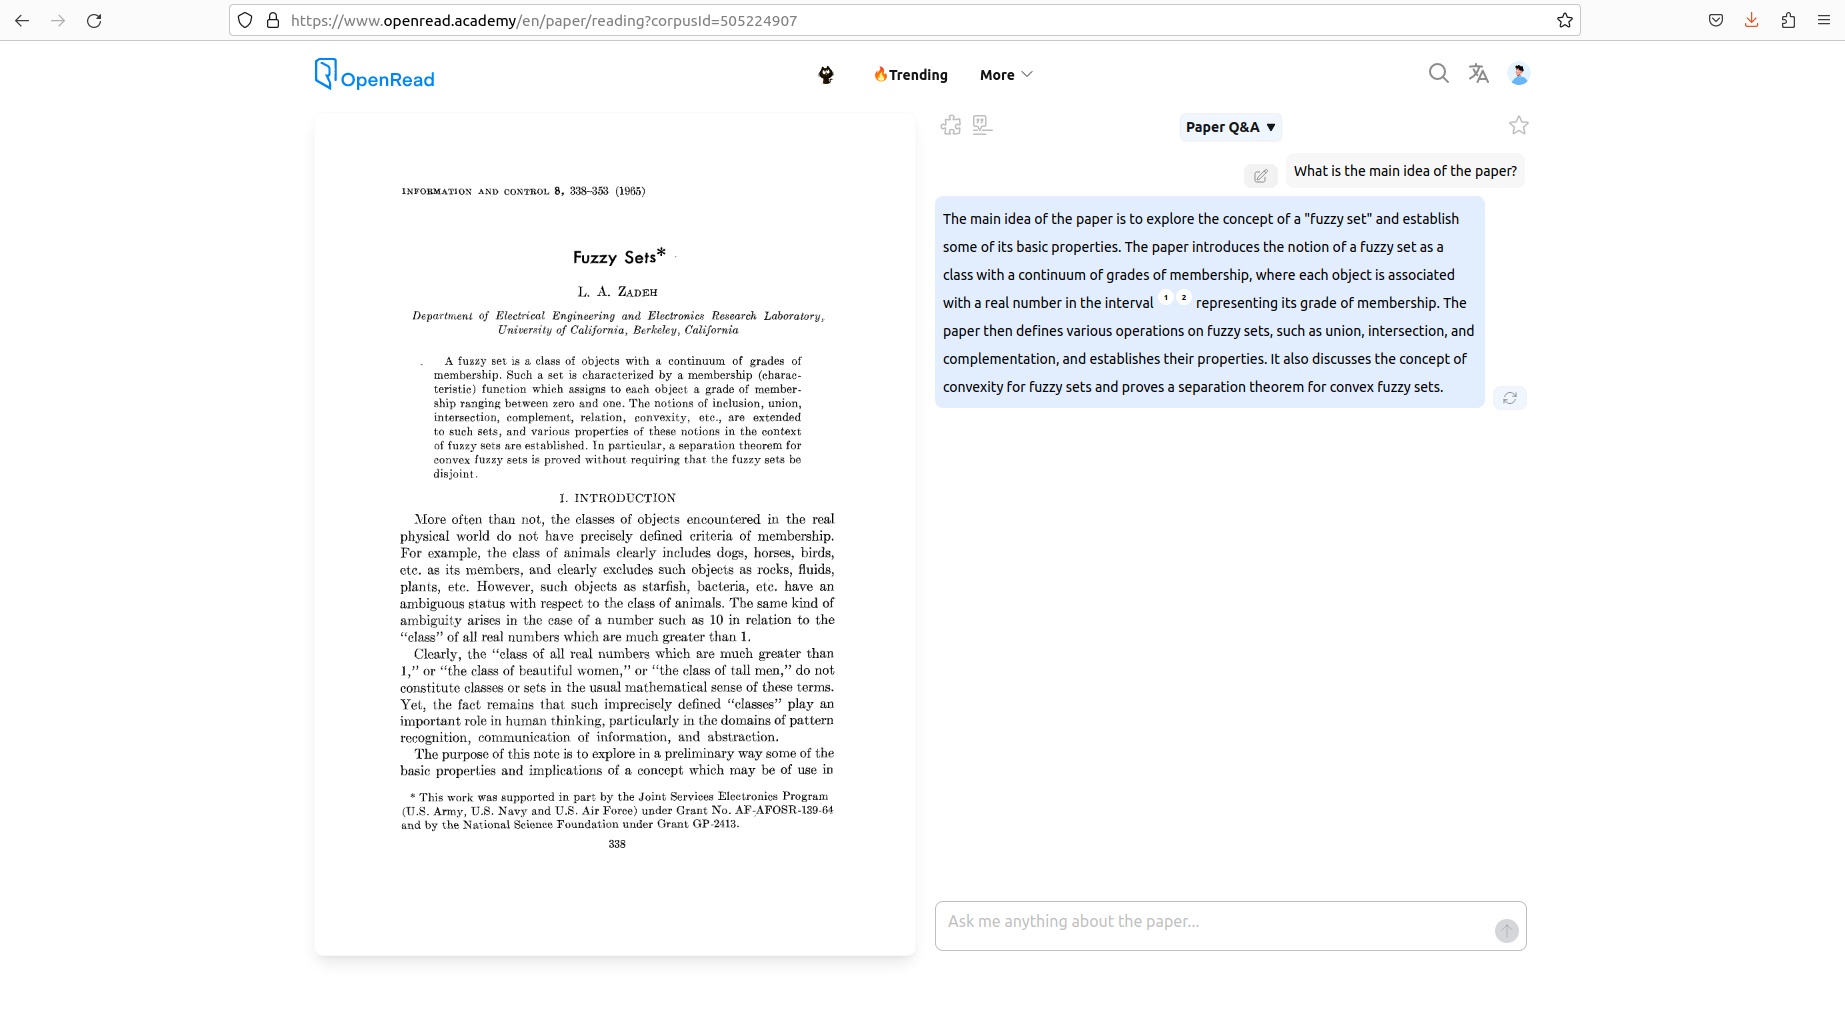 https://www.openread.academy/en/paper/reading?corpusId=505224907
OpenRead
🔥Trending
More
INFORMATION AND CONTROL 8, 338–353 (1965)
Fuzzy Sets*
L. A. ZADEH
Department of Electrical Engineering and Electronics Research Laboratory,
University of California, Berkeley, California
A fuzzy set is a class of objects with a continuum of grades of
membership. Such a set is characterized by a membership (charac-
teristic) function which assigns to each object a grade of member-
ship ranging between zero and one. The notions of inclusion, union,
intersection, complement, relation, convexity, etc., are extended
to such sets, and various properties of these notions in the context
of fuzzy sets are established. In particular, a separation theorem for
convex fuzzy sets is proved without requiring that the fuzzy sets be
disjoint.
I. INTRODUCTION
More often than not, the classes of objects encountered in the real
physical world do not have precisely defined criteria of membership.
For example, the class of animals clearly includes dogs, horses, birds,
etc. as its members, and clearly excludes such objects as rocks, fluids,
plants, etc. However, such objects as starfish, bacteria, etc. have an
ambiguous status with respect to the class of animals. The same kind of
ambiguity arises in the case of a number such as 10 in relation to the
“class” of all real numbers which are much greater than 1.
Clearly, the “class of all real numbers which are much greater than
1,” or “the class of beautiful women,” or “the class of tall men,” do not
constitute classes or sets in the usual mathematical sense of these terms.
Yet, the fact remains that such imprecisely defined “classes” play an
important role in human thinking, particularly in the domains of pattern
recognition, communication of information, and abstraction.
The purpose of this note is to explore in a preliminary way some of the
basic properties and implications of a concept which may be of use in
* This work was supported in part by the Joint Services Electronics Program
(U.S. Army, U.S. Navy and U.S. Air Force) under Grant No. AF-AFOSR-139-64
and by the National Science Foundation under Grant GP-2413.
338
Paper Q&A ▼
What is the main idea of the paper?
The main idea of the paper is to explore the concept of a "fuzzy set" and establish
some of its basic properties. The paper introduces the notion of a fuzzy set as a
class with a continuum of grades of membership, where each object is associated
with a real number in the interval 1 2 representing its grade of membership. The
paper then defines various operations on fuzzy sets, such as union, intersection, and
complementation, and establishes their properties. It also discusses the concept of
convexity for fuzzy sets and proves a separation theorem for convex fuzzy sets.
Ask me anything about the paper...